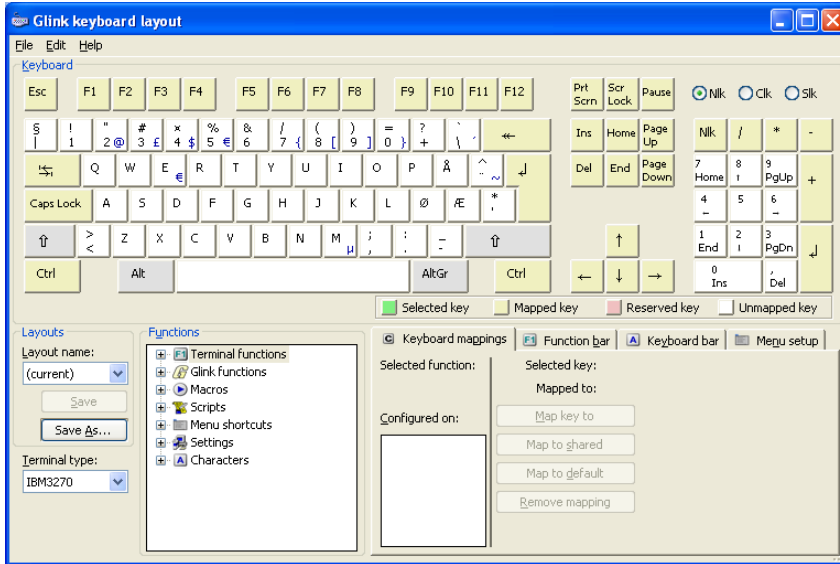 Glink keyboard layout
File Edit Help
Keyboard
Esc F1 F2 F3 F4 F5 F6 F7 F8 F9 F10 F11 F12 Prt Scrn Scr Lock Pause Nlk Clk Slk
§ | ! 1 " 2 @ # 3 £ × 4 $ % 5 € & 6 / 7 { ( 8 [ ) 9 ] = 0 } ? + ` \ ´ Ins Home Page Up Nlk / * -
Q W E € R T Y U I O P Å ^ ¨ ~ Del End Page Down 7 Home 8 9 PgUp +
Caps Lock A S D F G H J K L Ø Æ * ' 4 5 6
> < Z X C V B N M µ ; , : . _ - ↑ 1 End 2 3 PgDn
Ctrl Alt AltGr Ctrl ← ↓ → 0 Ins , Del
Selected key Mapped key Reserved key Unmapped key
Layouts
Layout name:
(current)
Save
Save As...
Terminal type:
IBM3270
Functions
Terminal functions
Glink functions
Macros
Scripts
Menu shortcuts
Settings
Characters
Keyboard mappings Function bar Keyboard bar Menu setup
Selected function: Selected key:
Mapped to:
Configured on:
Map key to
Map to shared
Map to default
Remove mapping